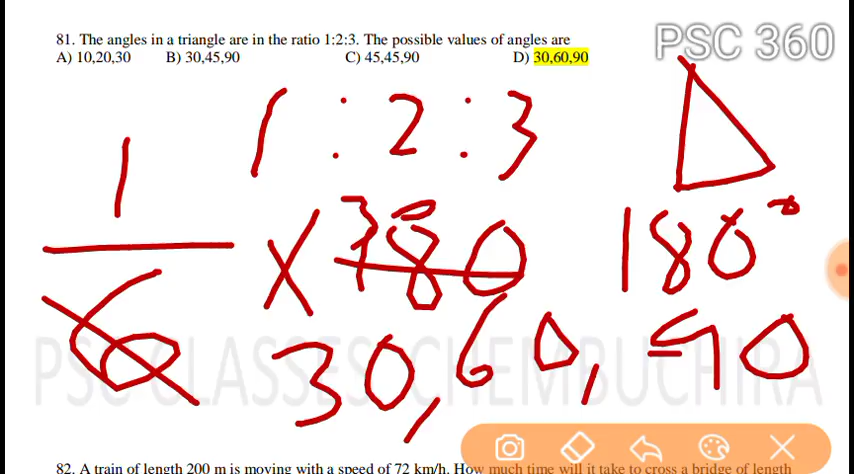 81. The angles in a triangle are in the ratio 1:2:3. The possible values of angles are
PSC 360
A) 10,20,30 B) 30,45,90 C) 45,45,90 D) 30,60,90
1 : 2 : 3
1
6 × 180 30
180°
30, 60, 90
PSC CLASSES CHEMBUCHIRA
82. A train of length 200 m is moving with a speed of 72 km/h. How much time will it take to cross a bridge of length